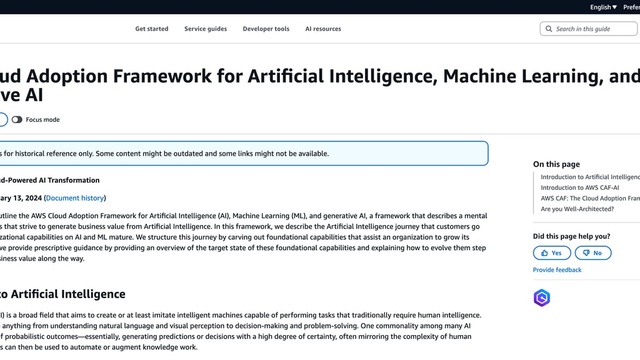 English ▼ Prefer
Get started Service guides Developer tools AI resources Search in this guide
ud Adoption Framework for Artificial Intelligence, Machine Learning, and
ve AI
Focus mode
s for historical reference only. Some content might be outdated and some links might not be available.
On this page
d-Powered AI Transformation
Introduction to Artificial Intelligenc
Introduction to AWS CAF-AI
ary 13, 2024 (Document history)
AWS CAF: The Cloud Adoption Fram
Are you Well-Architected?
utline the AWS Cloud Adoption Framework for Artificial Intelligence (AI), Machine Learning (ML), and generative AI, a framework that describes a mental
s that strive to generate business value from Artificial Intelligence. In this framework, we describe the Artificial Intelligence journey that customers go
zational capabilities on AI and ML mature. We structure this journey by carving out foundational capabilities that assist an organization to grow its
we provide prescriptive guidance by providing an overview of the target state of these foundational capabilities and explaining how to evolve them step
siness value along the way.
Did this page help you?
Yes No
Provide feedback
to Artificial Intelligence
I) is a broad field that aims to create or at least imitate intelligent machines capable of performing tasks that traditionally require human intelligence.
anything from understanding natural language and visual perception to decision-making and problem-solving. One commonality among many AI
f probabilistic outcomes—essentially, generating predictions or decisions with a high degree of certainty, often mirroring the complexity of human
s can then be used to automate or augment knowledge work.